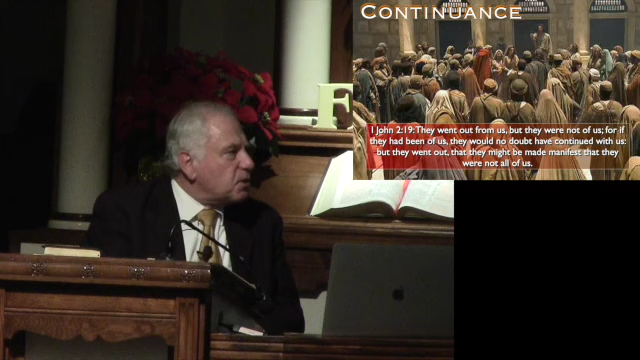 CONTINUANCE
1 John 2:19: They went out from us, but they were not of us; for if
they had been of us, they would no doubt have continued with us:
but they went out, that they might be made manifest that they
were not all of us.
F